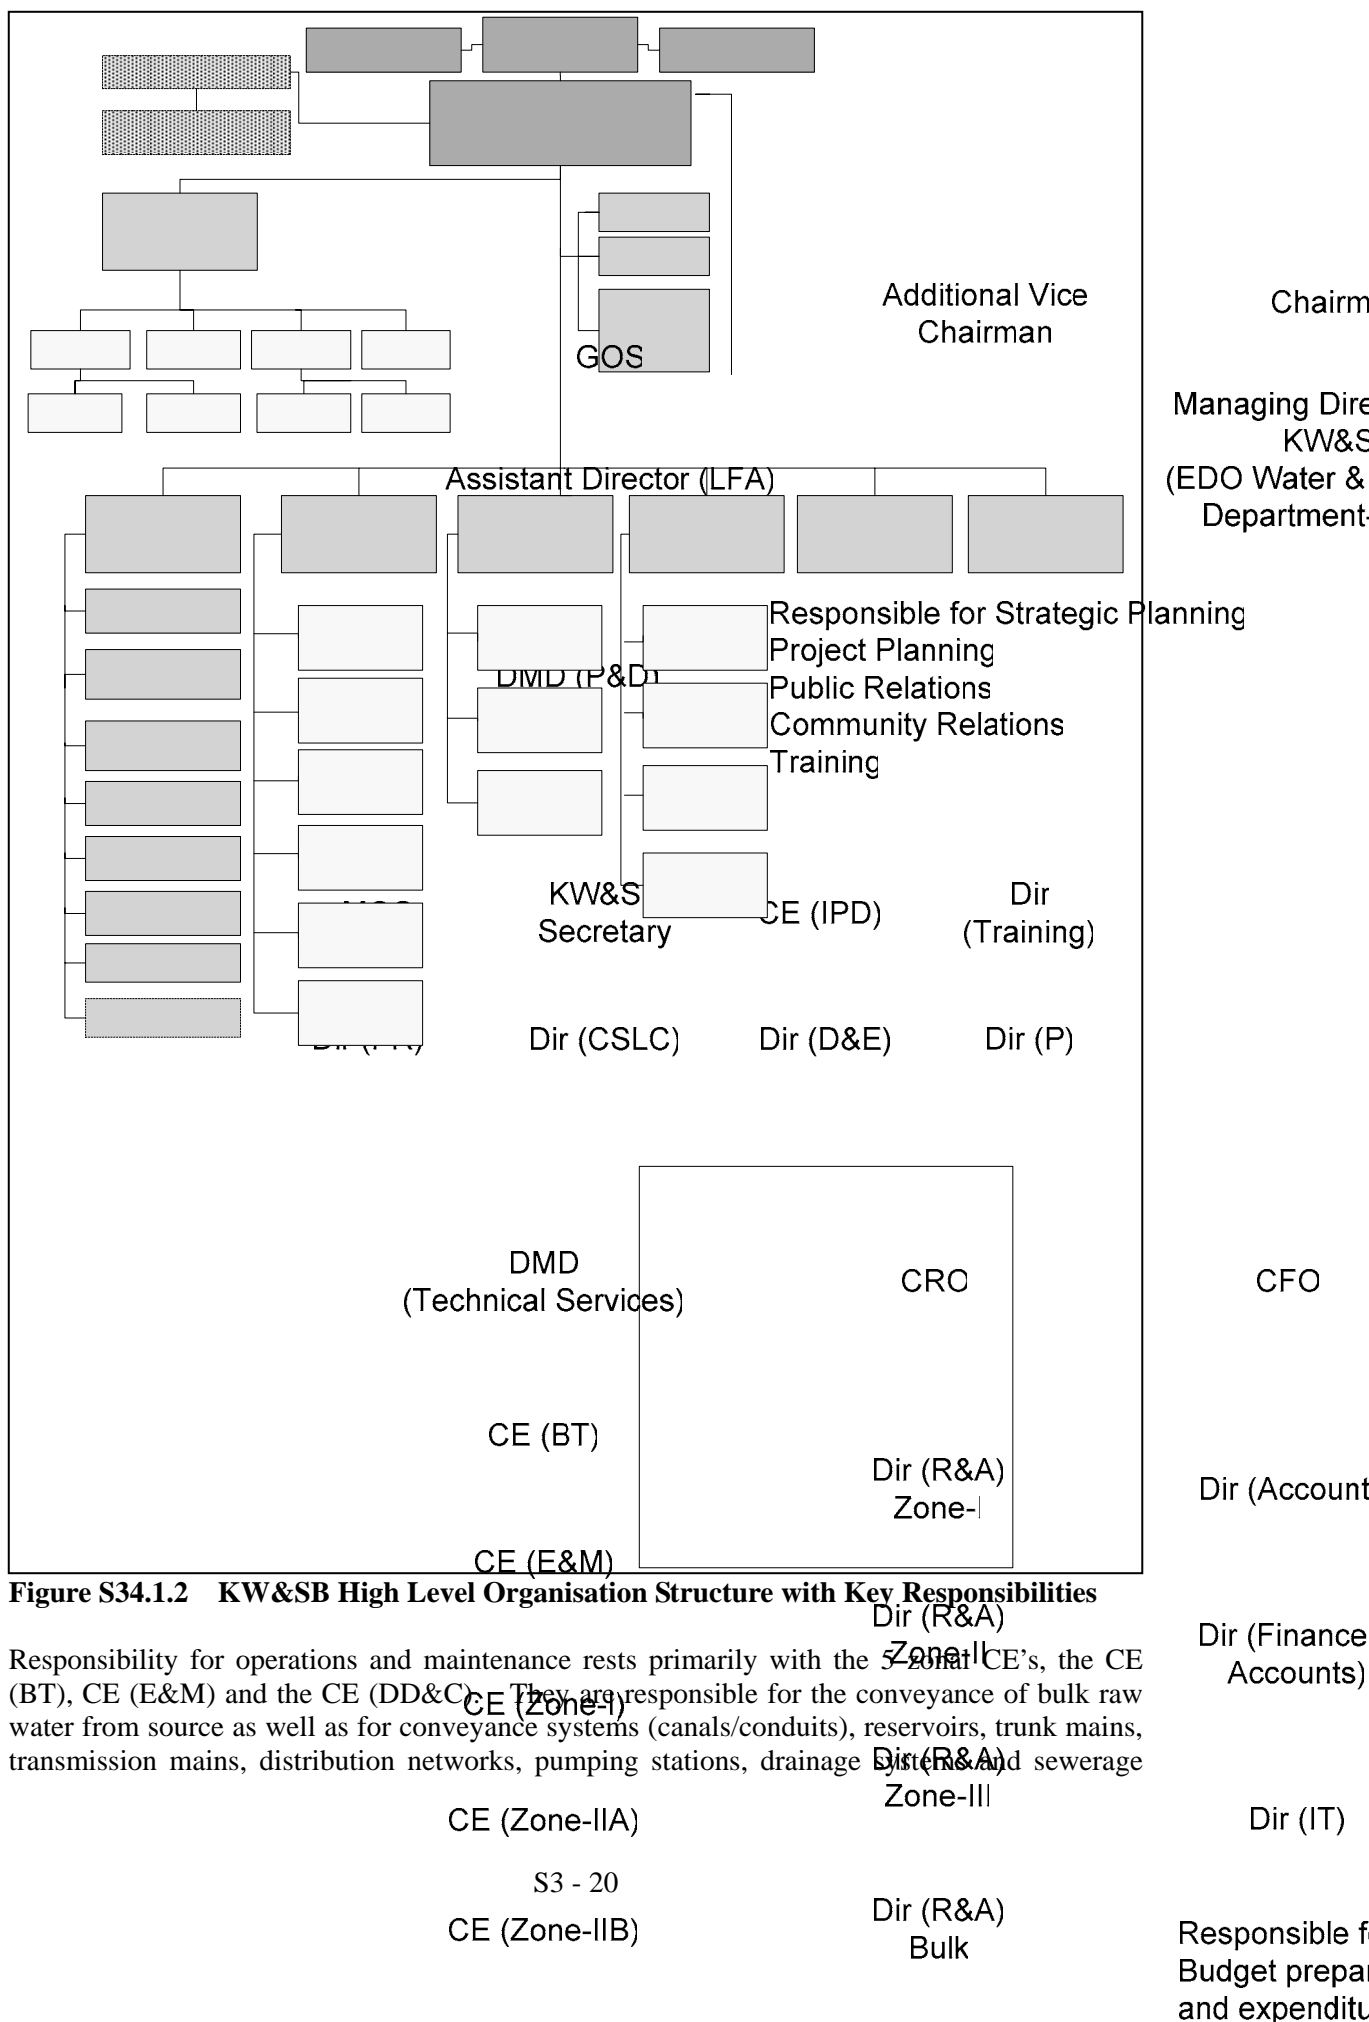 Additional Vice
Chairman
Chairm
GOS
Managing Dire
KW&S
(EDO Water &
Department-
Assistant Director (LFA)
Responsible for Strategic Planning
Project Planning
Public Relations
Community Relations
Training
DMD (P&D)
KW&S
Secretary
CE (IPD)
Dir
(Training)
Dir (CSLC)
Dir (D&E)
Dir (P)
DMD
(Technical Services)
CRO
CFO
CE (BT)
Dir (R&A)
Zone-I
Dir (Account
CE (E&M)
Figure S34.1.2 KW&SB High Level Organisation Structure with Key Responsibilities
Dir (R&A)
Zone-II
Dir (Finance
Accounts)
Responsibility for operations and maintenance rests primarily with the 5 zonal CE's, the CE
(BT), CE (E&M) and the CE (DD&C). They are responsible for the conveyance of bulk raw
water from source as well as for conveyance systems (canals/conduits), reservoirs, trunk mains,
transmission mains, distribution networks, pumping stations, drainage systems and sewerage
CE (Zone-I)
Dir (R&A)
Zone-III
CE (Zone-IIA)
Dir (IT)
S3 - 20
CE (Zone-IIB)
Dir (R&A)
Bulk
Responsible f
Budget prepa
and expenditu